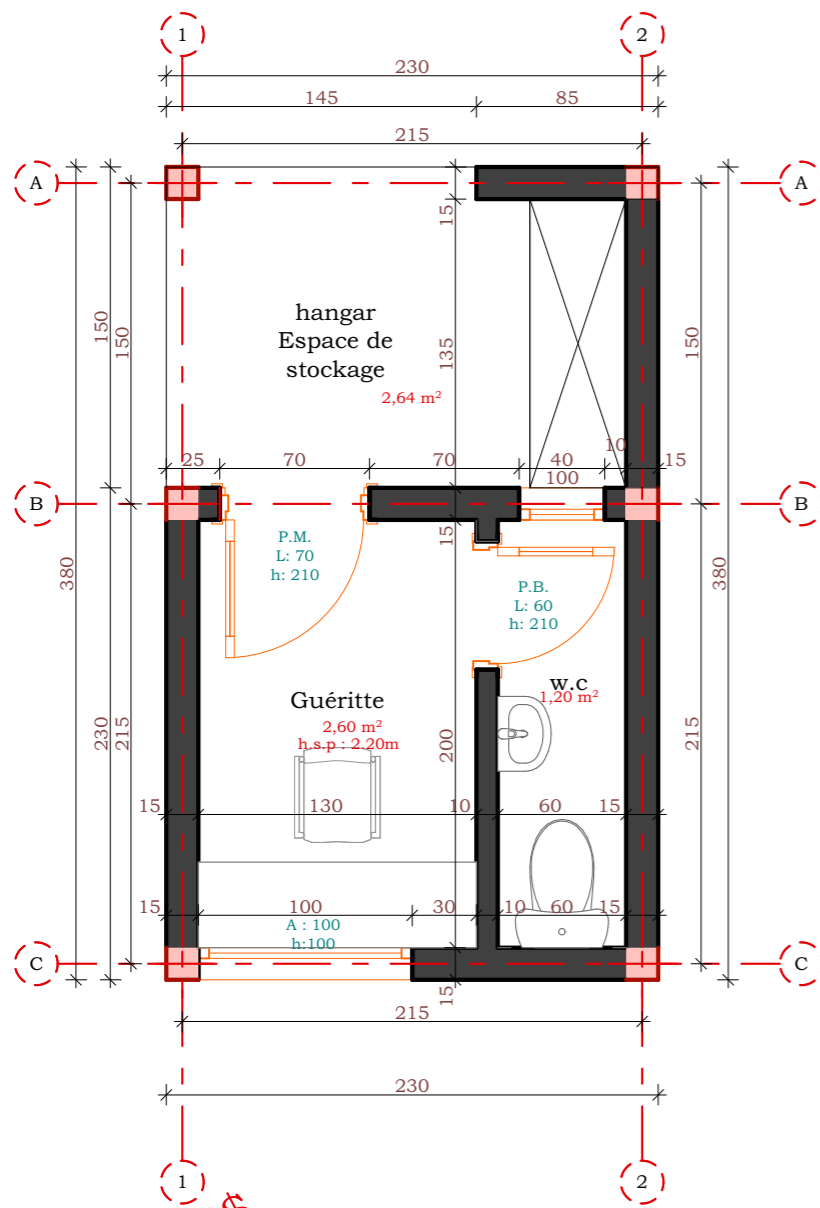 1
2
230
145
85
215
A
A
15
150
150
135
150
hangar
Espace de
stockage
2,64 m²
25
70
70
40
10
15
100
B
B
380
380
15
P.M.
L: 70
h: 210
P.B.
L: 60
h: 210
w.c
1,20 m²
Guéritte
2,60 m²
h.s.p : 2.20m
230
215
200
215
15
130
10
60
15
15
100
30
10
60
15
A : 100
h:100
C
C
15
215
230
1
2